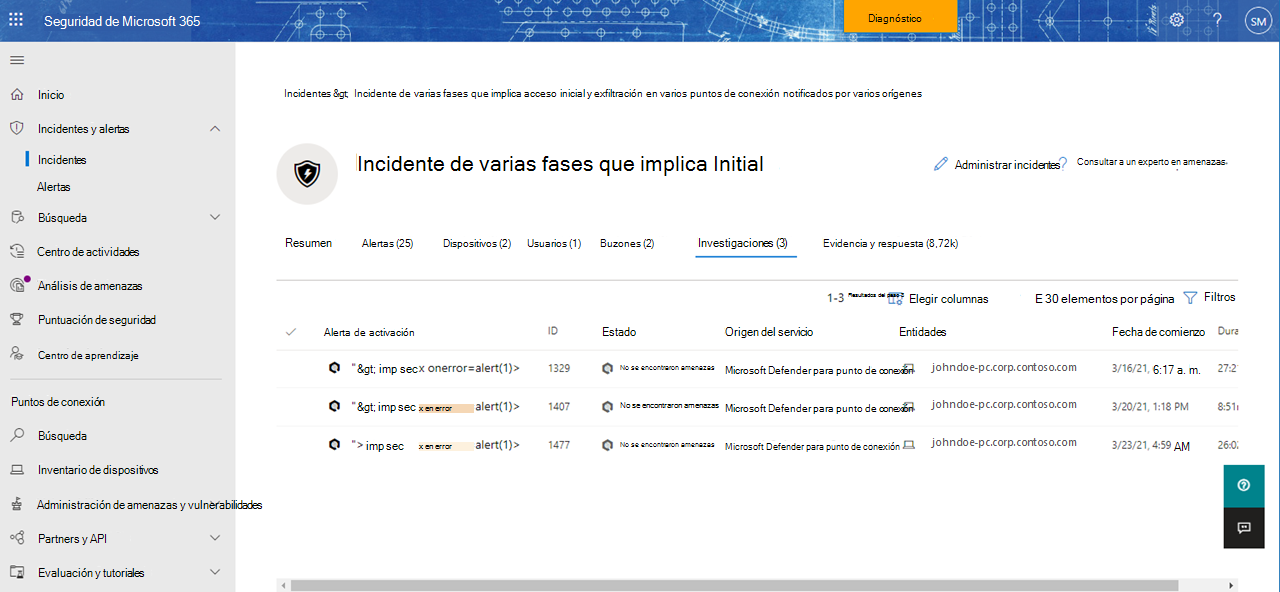 Seguridad de Microsoft 365
Diagnóstico
?
SM
Inicio
Incidentes y alertas
Incidentes
Alertas
Búsqueda
Centro de actividades
Análisis de amenazas
Puntuación de seguridad
Centro de aprendizaje
Puntos de conexión
Búsqueda
Inventario de dispositivos
Administración de amenazas y vulnerabilidades
Partners y API
Evaluación y tutoriales
Incidentes &gt; Incidente de varias fases que implica acceso inicial y exfiltración en varios puntos de conexión notificados por varios orígenes
Incidente de varias fases que implica Initial
Administrar incidentes
? Consultar a un experto en amenazas
Resumen Alertas (25) Dispositivos (2) Usuarios (1) Buzones (2) Investigaciones (3) Evidencia y respuesta (8,72k)
1-3 Resultados del paso 3 Elegir columnas E 30 elementos por página Filtros
Alerta de activación ID Estado Origen del servicio Entidades Fecha de comienzo Dura
"&gt; imp sec x onerror=alert(1)> 1329 No se encontraron amenazas Microsoft Defender para punto de conexión johndoe-pc.corp.contoso.com 3/16/21, 6:17 a. m. 27:2
"&gt; imp sec x en error alert(1)> 1407 No se encontraron amenazas Microsoft Defender para punto de conexión johndoe-pc.corp.contoso.com 3/20/21, 1:18 PM 8:51
"> imp sec x en error alert(1)> 1477 No se encontraron amenazas Microsoft Defender para punto de conexión johndoe-pc.corp.contoso.com 3/23/21, 4:59 AM 26:0